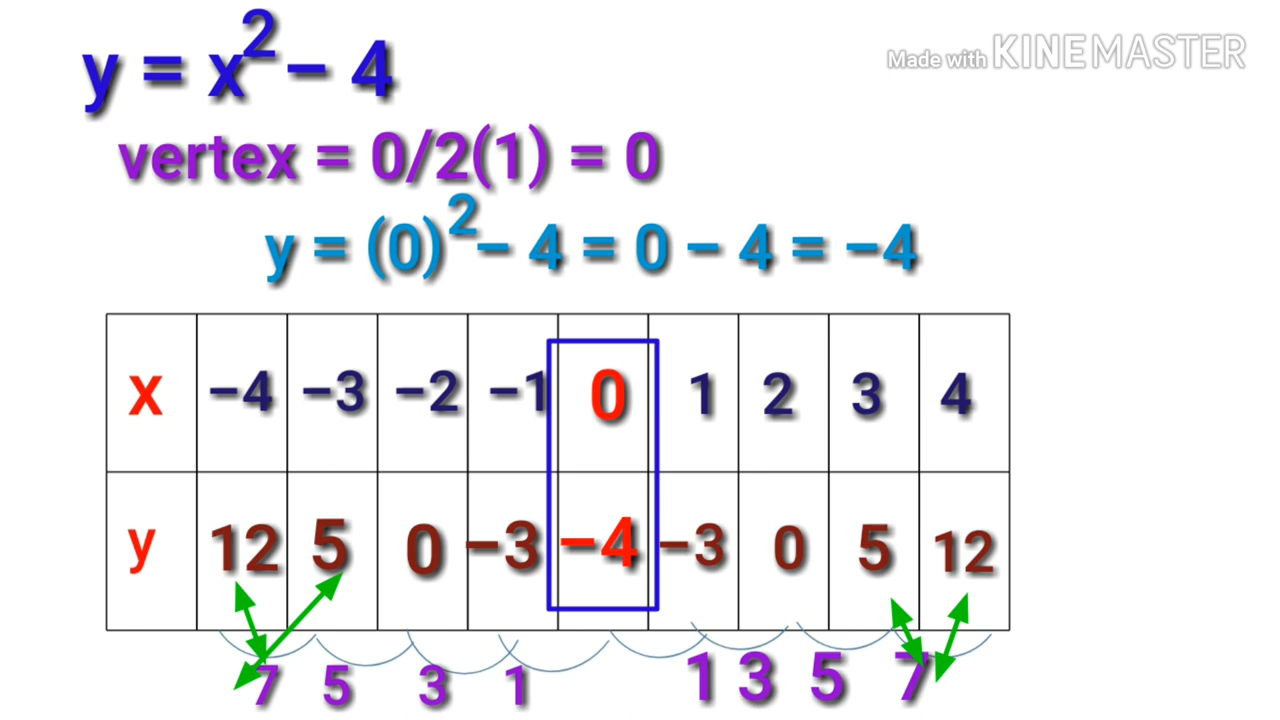 y = x² – 4
Made with KINEMASTER
vertex = 0/2(1) = 0
y = (0)² – 4 = 0 – 4 = –4
x –4 –3 –2 –1 0 1 2 3 4
y 12 5 0 –3 –4 –3 0 5 12
7 5 3 1 1 3 5 7